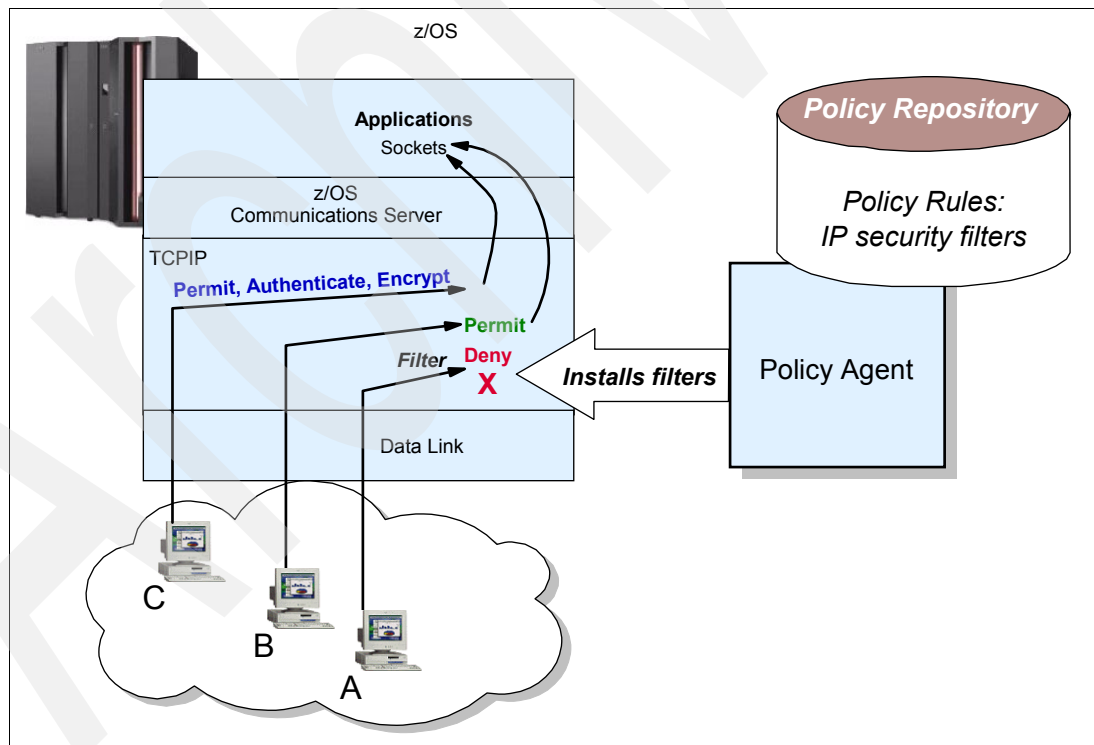 z/OS
Applications
Sockets
z/OS
Communications Server
TCPIP
Permit, Authenticate, Encrypt
Permit
Filter
Deny
X
Data Link
C
B
A
Policy Repository
Policy Rules:
IP security filters
Installs filters
Policy Agent